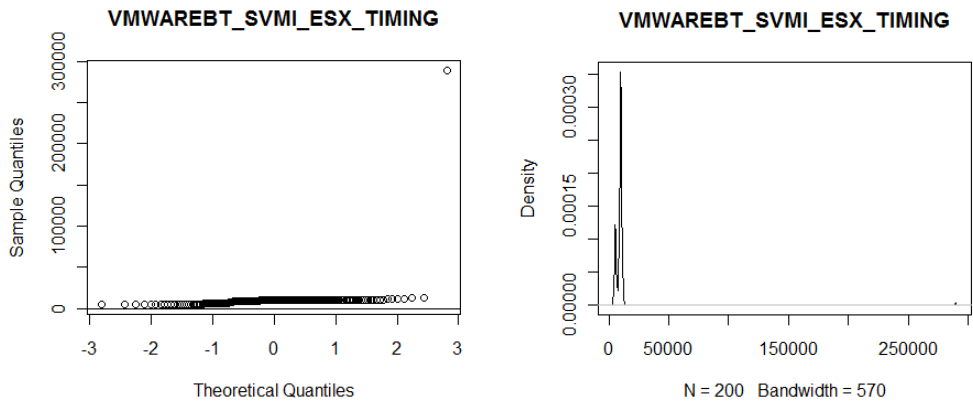 VMWAREBT_SVMI_ESX_TIMING
Sample Quantiles
300000
200000
100000
0
-3 -2 -1 0 1 2 3
Theoretical Quantiles
VMWAREBT_SVMI_ESX_TIMING
Density
0.00030
0.00015
0.00000
0 50000 150000 250000
N = 200 Bandwidth = 570